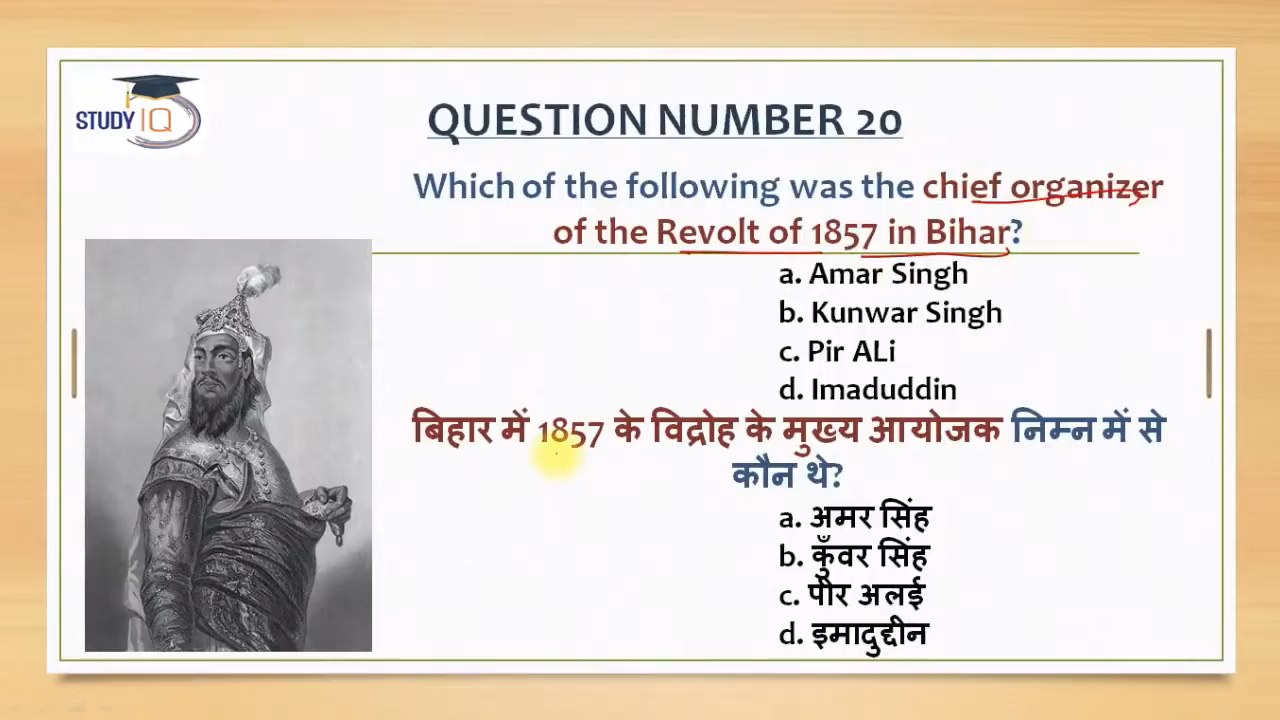 STUDY IQ
QUESTION NUMBER 20
Which of the following was the chief organizer
of the Revolt of 1857 in Bihar?
a. Amar Singh
b. Kunwar Singh
c. Pir ALi
d. Imaduddin
बिहार में 1857 के विद्रोह के मुख्य आयोजक निम्न में से
कौन थे?
a. अमर सिंह
b. कुँवर सिंह
c. पीर अलई
d. इमादुद्दीन